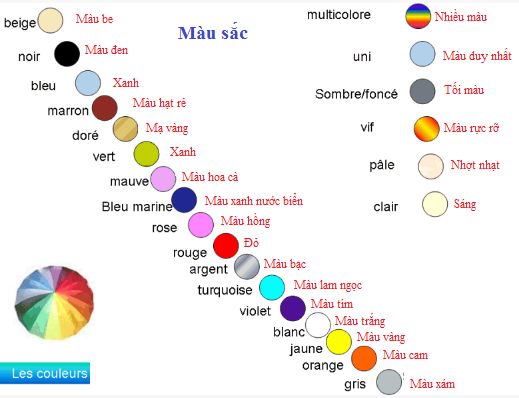 Màu sắc
beige Màu be
noir Màu đen
bleu Xanh
marron Màu hạt rẻ
doré Mạ vàng
vert Xanh
mauve Màu hoa cà
Bleu marine Màu xanh nước biển
rose Màu hồng
rouge Đỏ
argent Màu bạc
turquoise Màu lam ngọc
violet Màu tím
blanc Màu trắng
jaune Màu vàng
orange Màu cam
gris Màu xám
multicolore Nhiều màu
uni Màu duy nhất
Sombre/foncé Tối màu
vif Màu rực rỡ
pâle Nhợt nhạt
clair Sáng
Les couleurs